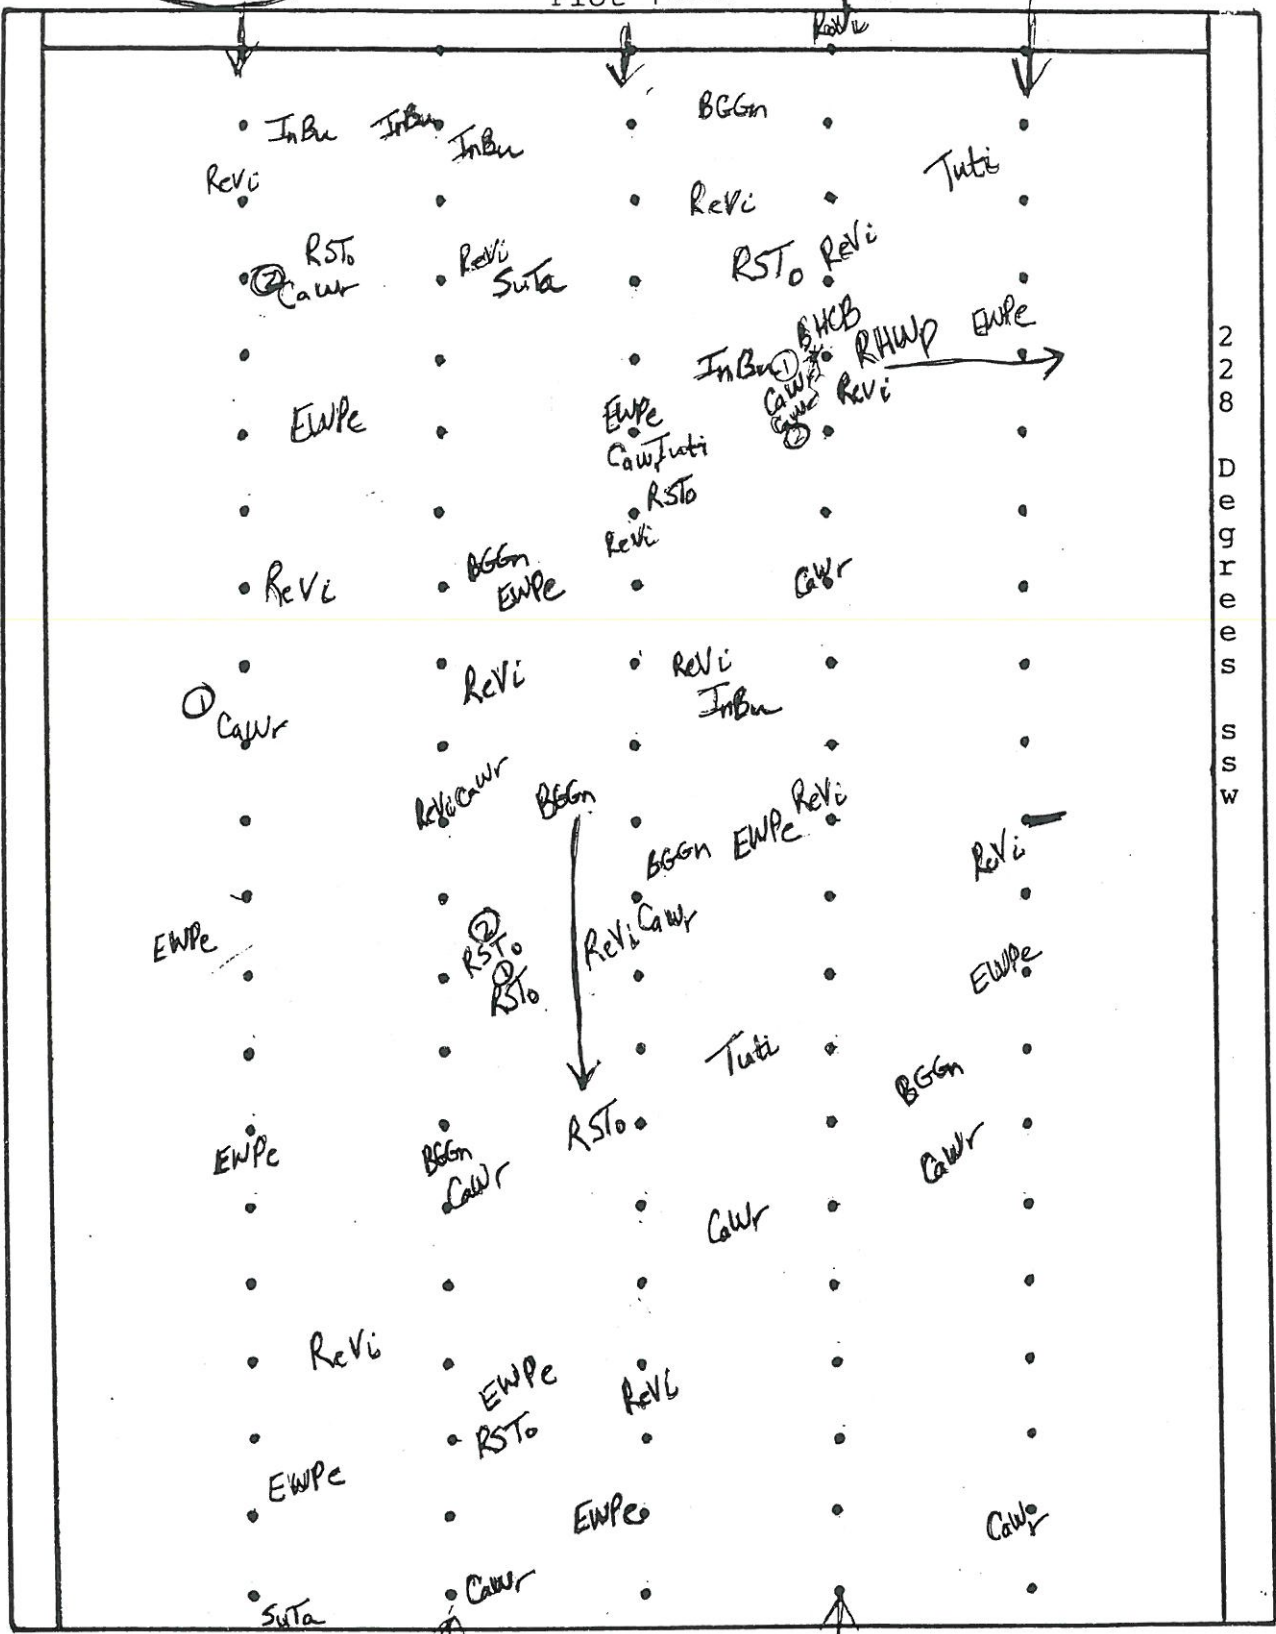 ReVi
InBu InBu InBu BGGn
ReVi Tuti
ReVi
RSTo ReVi SuTa RSTo ReVi
② CaWr
BHCB
InBu ① RHWP EWPe
CaWr ReVi
EWPe EWPe CaWr
CaWr Tuti ②
RSTo
ReVi
BGGn
ReVi EWPe CaWr
ReVi ReVi
① InBu
CaWr
ReVi CaWr BGGn ReVi
BGGn EWPe ReVi
② ReVi CaWr
EWPe RSTo EWPe
① RSTo
Tuti
BGGn
RSTo
EWPe BGGn CaWr
CaWr
CaWr
ReVi
EWPe ReVi
RSTo
EWPe
EWPe CaWr
CaWr
SuTa
228 Degrees ssw